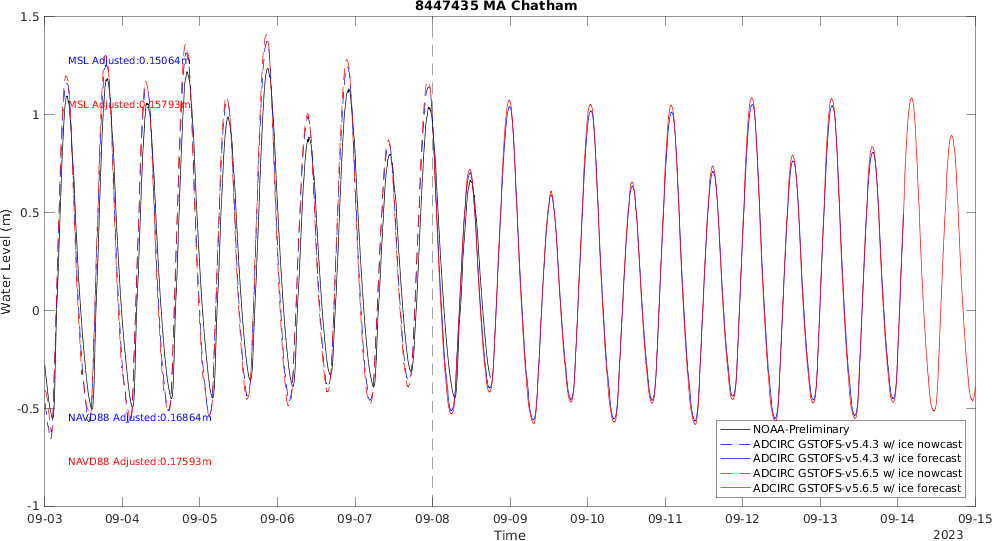 8447435 MA Chatham
1.5
MSL Adjusted:0.15064m
MSL Adjusted:0.15793m
1
0.5
0
-0.5
-1
Water Level (m)
NAVD88 Adjusted:0.16864m
NAVD88 Adjusted:0.17593m
NOAA-Preliminary
ADCIRC GSTOFS-v5.4.3 w/ ice nowcast
ADCIRC GSTOFS-v5.4.3 w/ ice forecast
ADCIRC GSTOFS-v5.6.5 w/ ice nowcast
ADCIRC GSTOFS-v5.6.5 w/ ice forecast
09-03 09-04 09-05 09-06 09-07 09-08 09-09 09-10 09-11 09-12 09-13 09-14 09-15
Time
2023